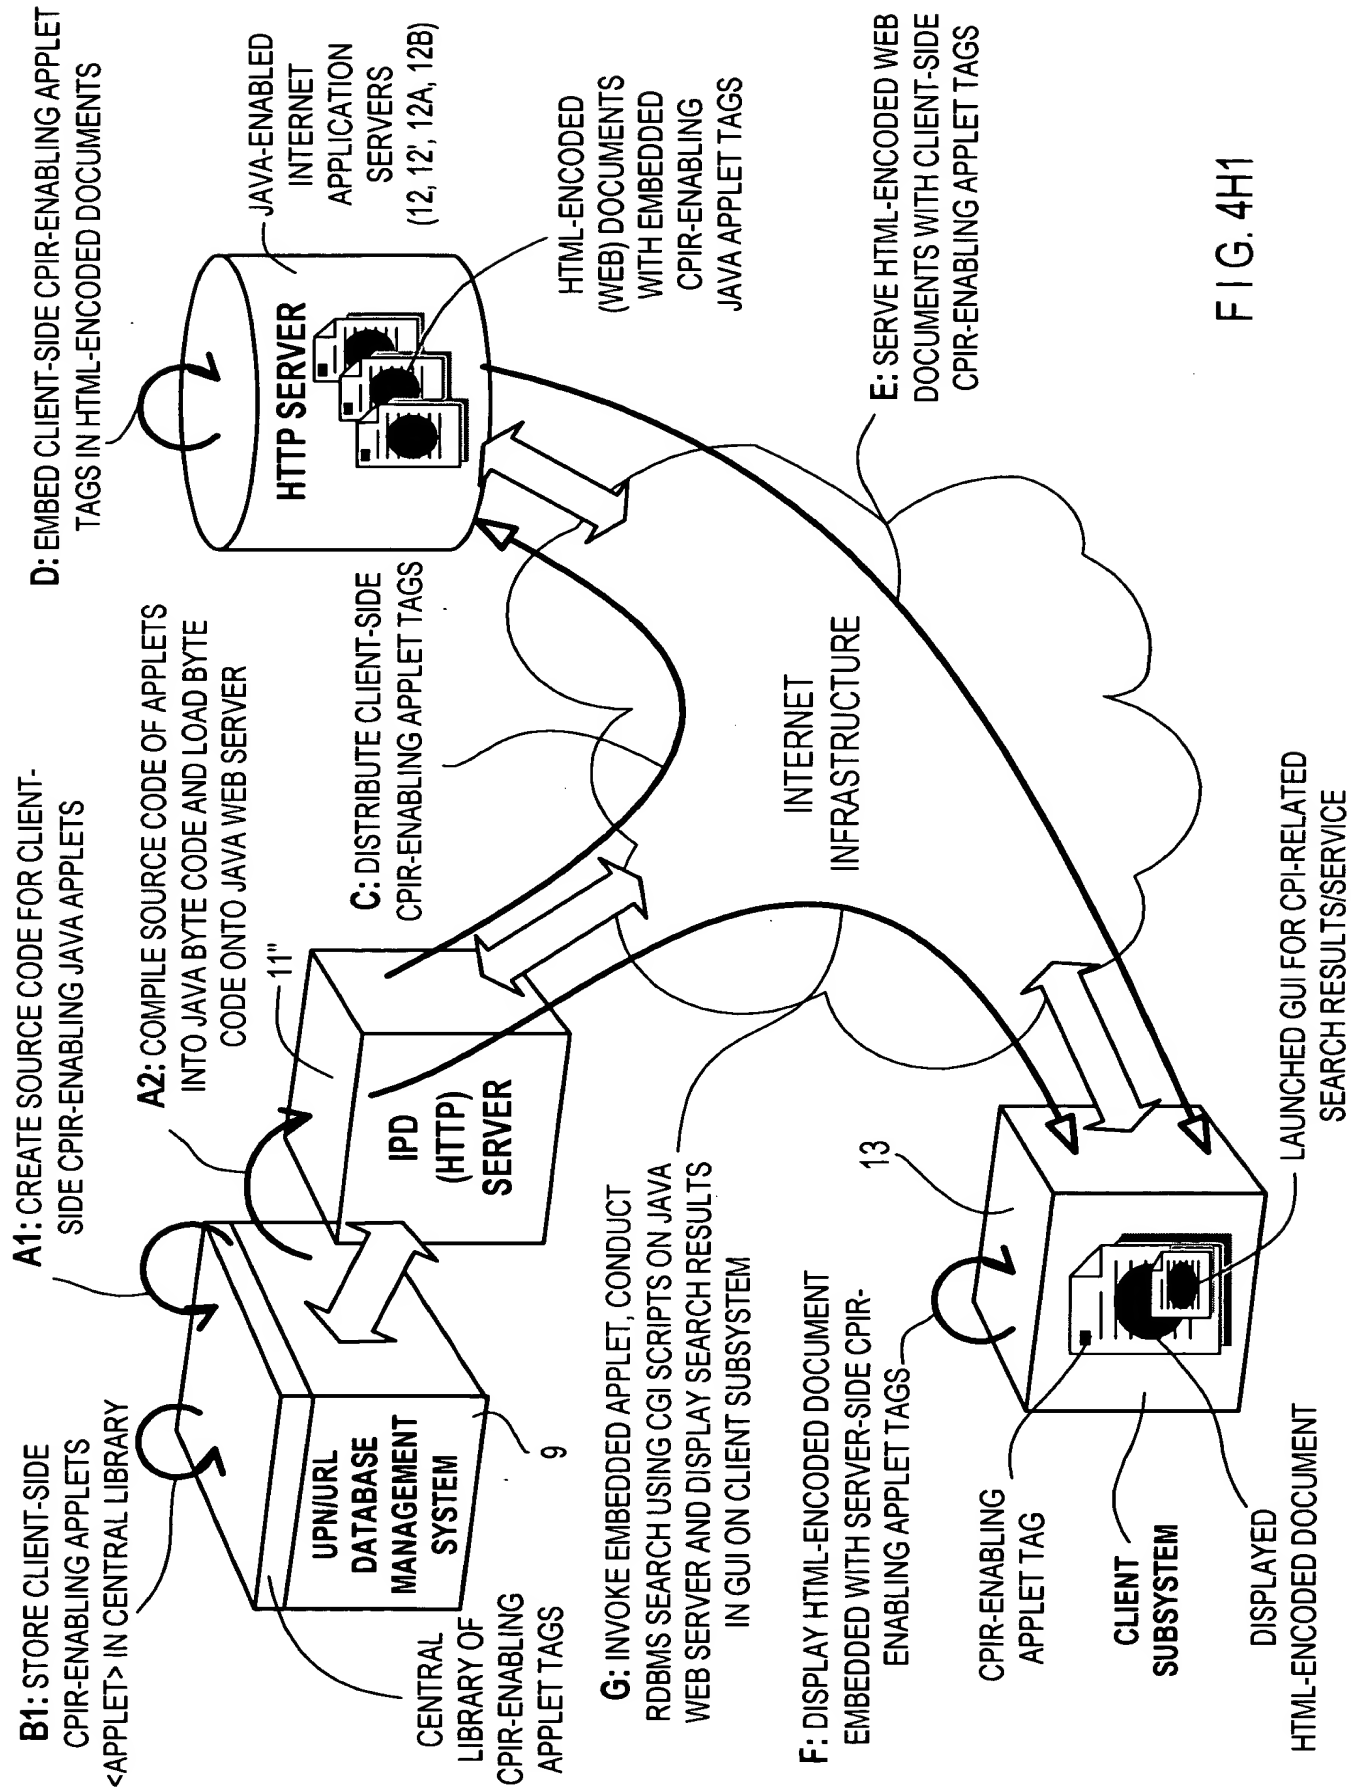 B1: STORE CLIENT-SIDE
CPIR-ENABLING APPLETS
<APPLET> IN CENTRAL LIBRARY
A1: CREATE SOURCE CODE FOR CLIENT-
SIDE CPIR-ENABLING JAVA APPLETS
A2: COMPILE SOURCE CODE OF APPLETS
INTO JAVA BYTE CODE AND LOAD BYTE
CODE ONTO JAVA WEB SERVER
11"
D: EMBED CLIENT-SIDE CPIR-ENABLING APPLET
TAGS IN HTML-ENCODED DOCUMENTS
JAVA-ENABLED
INTERNET
APPLICATION
SERVERS
(12, 12', 12A, 12B)
HTTP SERVER
HTML-ENCODED
(WEB) DOCUMENTS
WITH EMBEDDED
CPIR-ENABLING
JAVA APPLET TAGS
C: DISTRIBUTE CLIENT-SIDE
CPIR-ENABLING APPLET TAGS
UPN/URL
DATABASE
MANAGEMENT
SYSTEM
9
IPD
(HTTP)
SERVER
CENTRAL
LIBRARY OF
CPIR-ENABLING
APPLET TAGS
G: INVOKE EMBEDDED APPLET, CONDUCT
RDBMS SEARCH USING CGI SCRIPTS ON JAVA
WEB SERVER AND DISPLAY SEARCH RESULTS
IN GUI ON CLIENT SUBSYSTEM
INTERNET
INFRASTRUCTURE
E: SERVE HTML-ENCODED WEB
DOCUMENTS WITH CLIENT-SIDE
CPIR-ENABLING APPLET TAGS
F: DISPLAY HTML-ENCODED DOCUMENT
EMBEDDED WITH SERVER-SIDE CPIR-
ENABLING APPLET TAGS
13
CPIR-ENABLING
APPLET TAG
CLIENT
SUBSYSTEM
DISPLAYED
HTML-ENCODED DOCUMENT
LAUNCHED GUI FOR CPI-RELATED
SEARCH RESULTS/SERVICE
FIG. 4H1